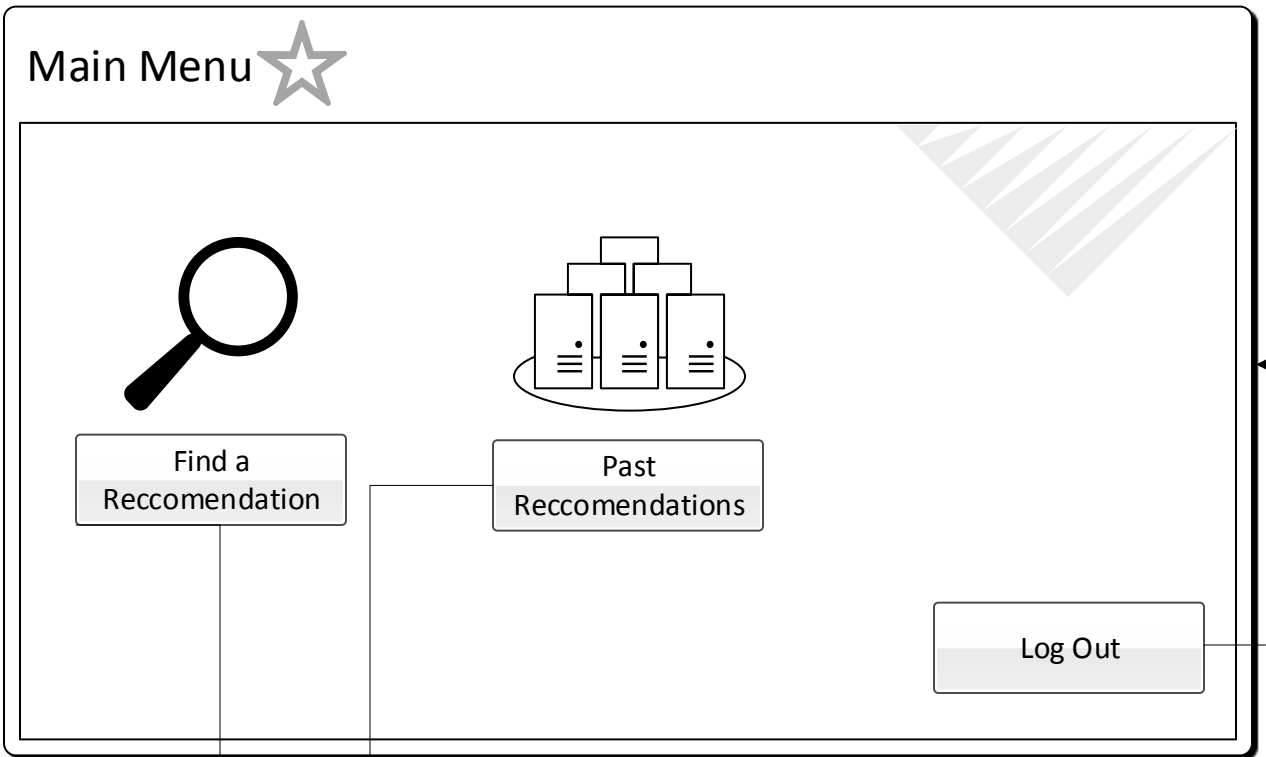 Main Menu
Find a
Reccomendation
Past
Reccomendations
Log Out